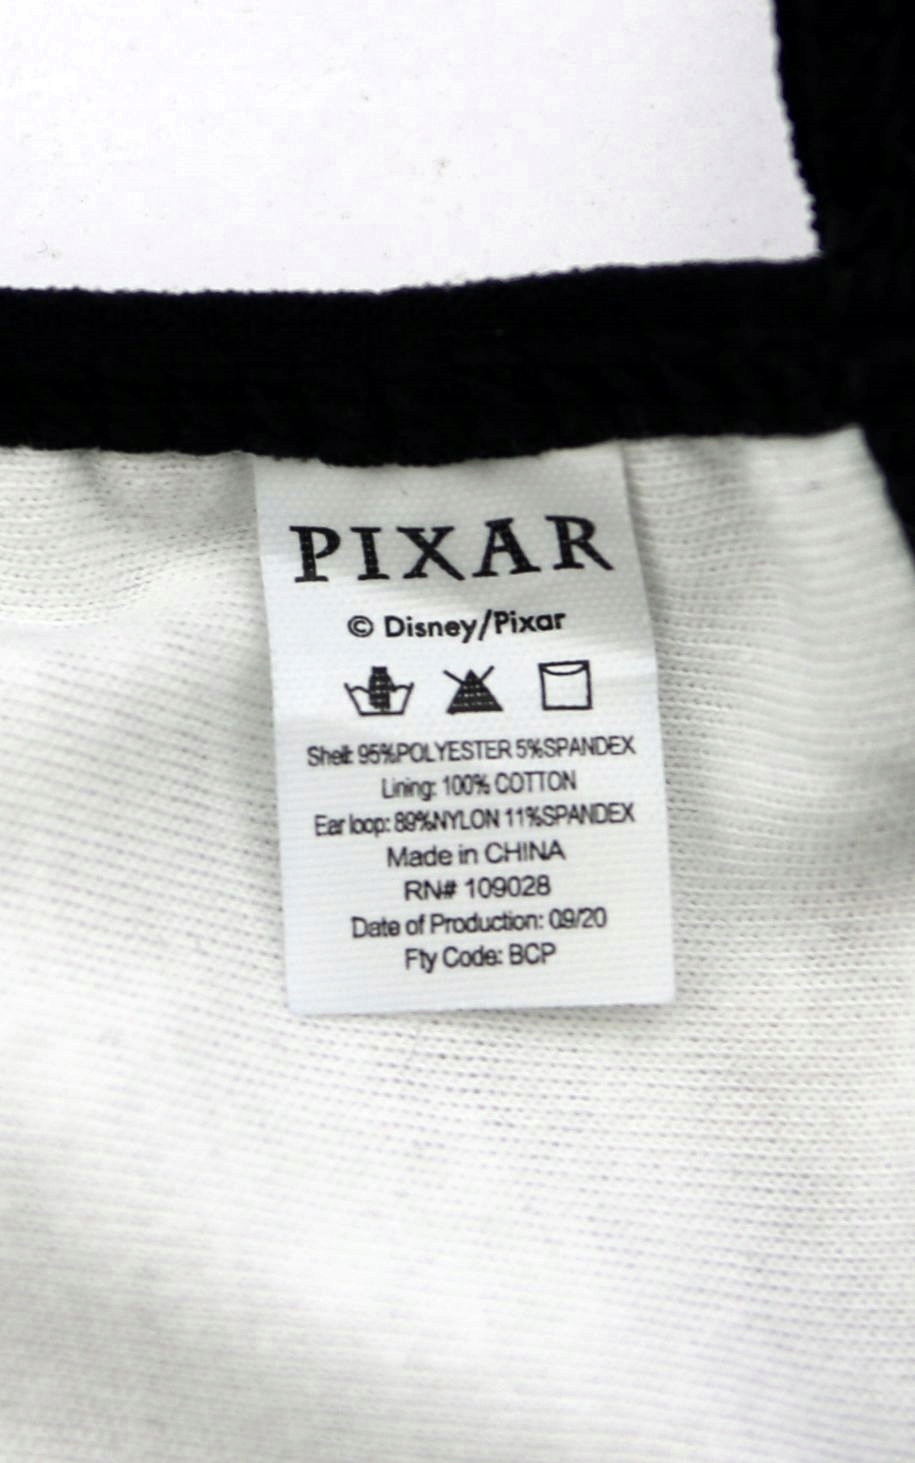 PIXAR
© Disney/Pixar
Shell: 95%POLYESTER 5%SPANDEX
Lining: 100% COTTON
Ear loop: 89%NYLON 11%SPANDEX
Made in CHINA
RN# 109028
Date of Production: 09/20
Fty Code: BCP